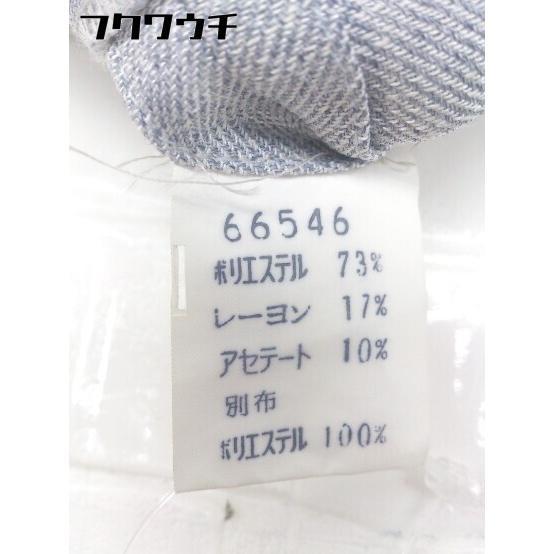 フクワウチ
66546
ポリエステル 73%
レーヨン 17%
アセテート 10%
別布
ポリエステル 100%